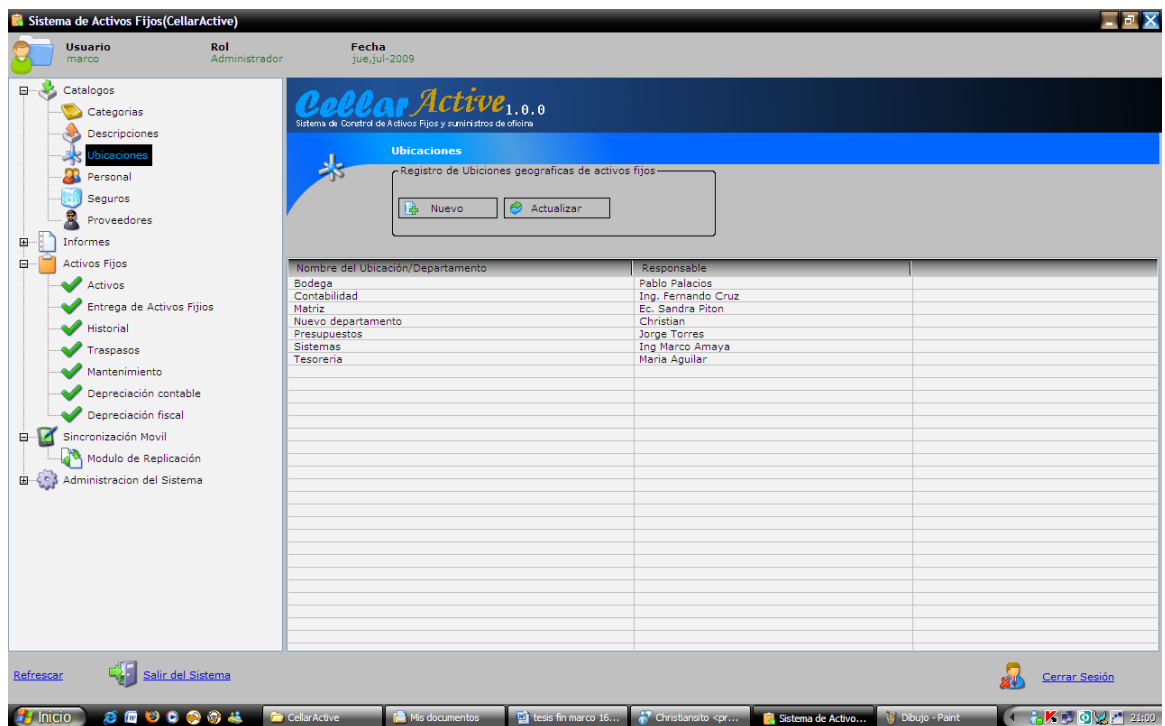 Sistema de Activos Fijos(CellarActive)
Usuario Rol Fecha
marco Administrador jue,jul-2009
Catalogos
Categorias
Descripciones
Ubicaciones
Personal
Seguros
Proveedores
Informes
Activos Fijos
Activos
Entrega de Activos Fijios
Historial
Traspasos
Mantenimiento
Depreciación contable
Depreciación fiscal
Sincronización Movil
Modulo de Replicación
Administracion del Sistema
Cellar Active 1.0.0
Sistema de Constrol de Activos Fijos y suministros de oficina
Ubicaciones
Registro de Ubiciones geograficas de activos fijos
Nuevo Actualizar
Nombre del Ubicación/Departamento Responsable
Bodega Pablo Palacios
Contabilidad Ing. Fernando Cruz
Matriz Ec. Sandra Piton
Nuevo departamento Christian
Presupuestos Jorge Torres
Sistemas Ing Marco Amaya
Tesoreria Maria Aguilar
Refrescar Salir del Sistema Cerrar Sesión
Inicio CellarActive Mis documentos tesis fin marco 16... Christiansito <pr... Sistema de Activo... Dibujo - Paint 21:00